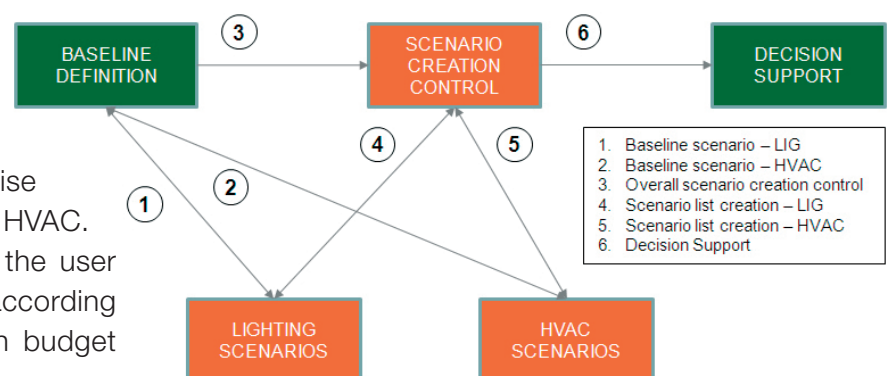 BASELINE
DEFINITION
3
SCENARIO
CREATION
CONTROL
6
DECISION
SUPPORT
4
5
1
2
1. Baseline scenario – LIG
2. Baseline scenario – HVAC
3. Overall scenario creation control
4. Scenario list creation – LIG
5. Scenario list creation – HVAC
6. Decision Support
ise
HVAC.
the user
according
n budget
LIGHTING
SCENARIOS
HVAC
SCENARIOS